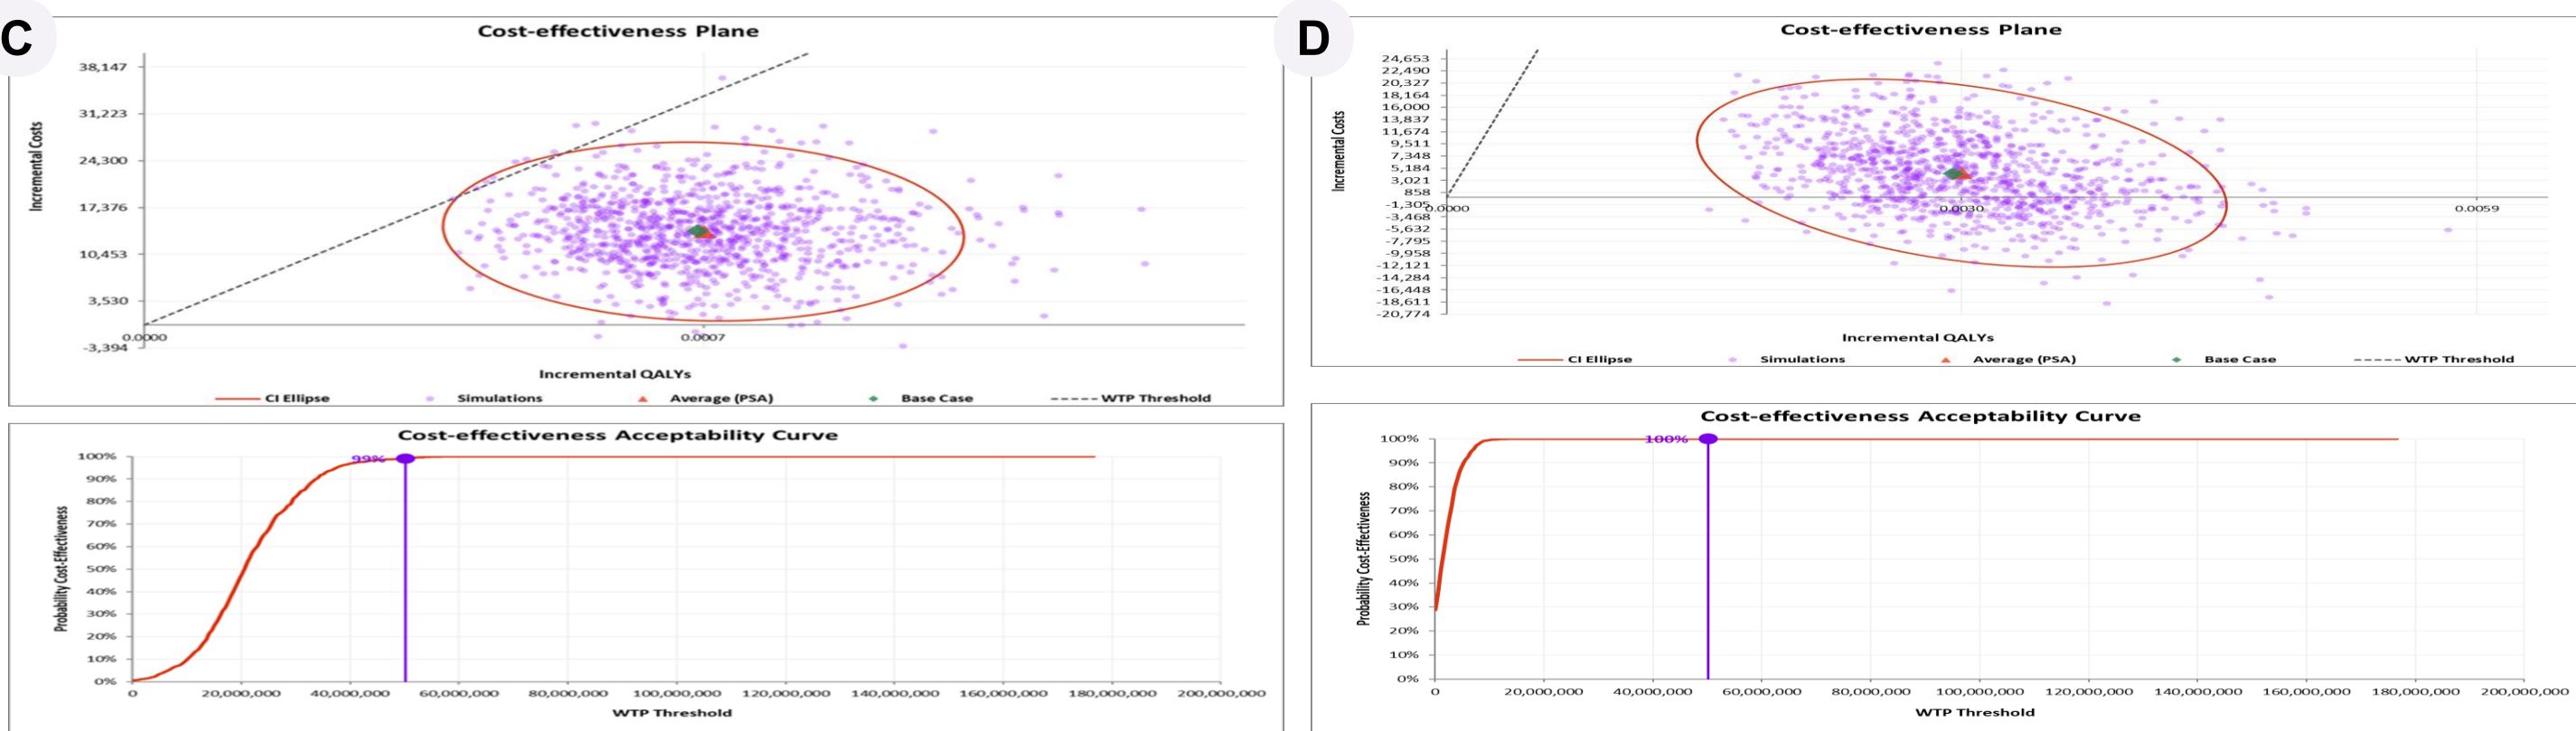 C
Cost-effectiveness Plane
Incremental Costs
38,147
31,223
24,300
17,376
10,453
3,530
-3,394
0.0000
0.0007
Incremental QALYs
CI Ellipse Simulations Average (PSA) Base Case WTP Threshold
Cost-effectiveness Acceptability Curve
Probability Cost-Effectiveness
100%
90%
80%
70%
60%
50%
40%
30%
20%
10%
0%
99%
0 20,000,000 40,000,000 60,000,000 80,000,000 100,000,000 120,000,000 140,000,000 160,000,000 180,000,000 200,000,000
WTP Threshold
D
Cost-effectiveness Plane
Incremental Costs
24,653
22,490
20,327
18,164
16,000
13,837
11,674
9,511
7,348
5,184
3,021
858
-1,305
-3,468
-5,632
-7,795
-9,958
-12,121
-14,284
-16,448
-18,611
-20,774
0.0000 0.0030 0.0059
Incremental QALYs
CI Ellipse Simulations Average (PSA) Base Case WTP Threshold
Cost-effectiveness Acceptability Curve
Probability Cost-Effectiveness
100%
90%
80%
70%
60%
50%
40%
30%
20%
10%
0%
100%
0 20,000,000 40,000,000 60,000,000 80,000,000 100,000,000 120,000,000 140,000,000 160,000,000 180,000,000 200,000,000
WTP Threshold